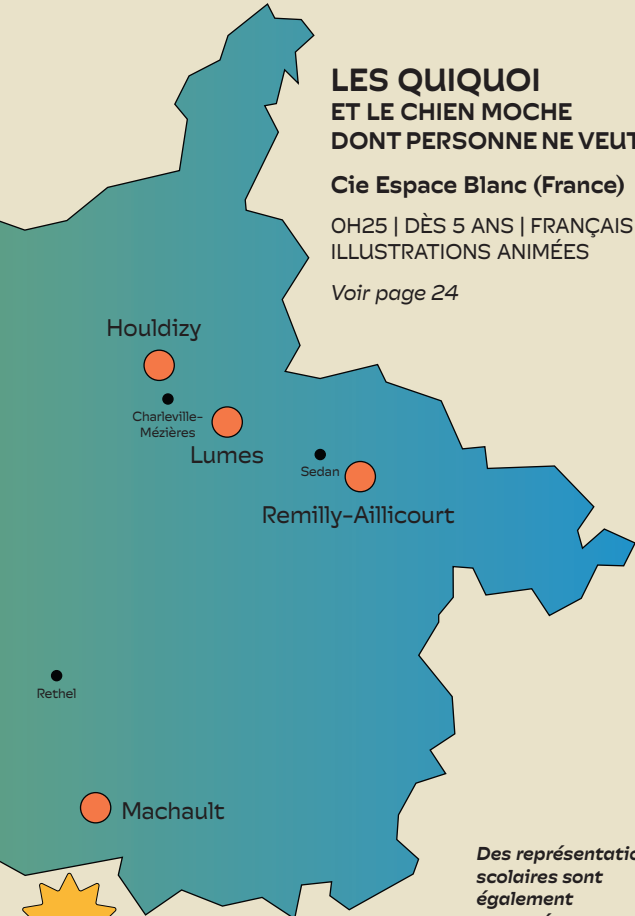 LES QUIQUOI
ET LE CHIEN MOCHE
DONT PERSONNE NE VEUT
Cie Espace Blanc (France)
0H25 | DÈS 5 ANS | FRANÇAIS
ILLUSTRATIONS ANIMÉES
Voir page 24
Houldizy
Charleville-
Mézières
Lumes
Sedan
Remilly-Aillicourt
Rethel
Machault
Des représentatio
scolaires sont
également